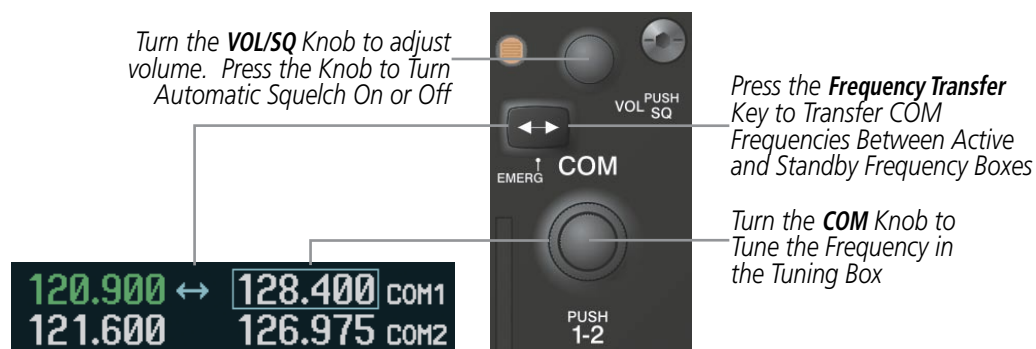 Turn the VOL/SQ Knob to adjust
volume. Press the Knob to Turn
Automatic Squelch On or Off
VOL PUSH
SQ
Press the Frequency Transfer
Key to Transfer COM
Frequencies Between Active
and Standby Frequency Boxes
EMERG
COM
Turn the COM Knob to
Tune the Frequency in
the Tuning Box
PUSH
1-2
120.900 ↔ 128.400 COM1
121.600 126.975 COM2